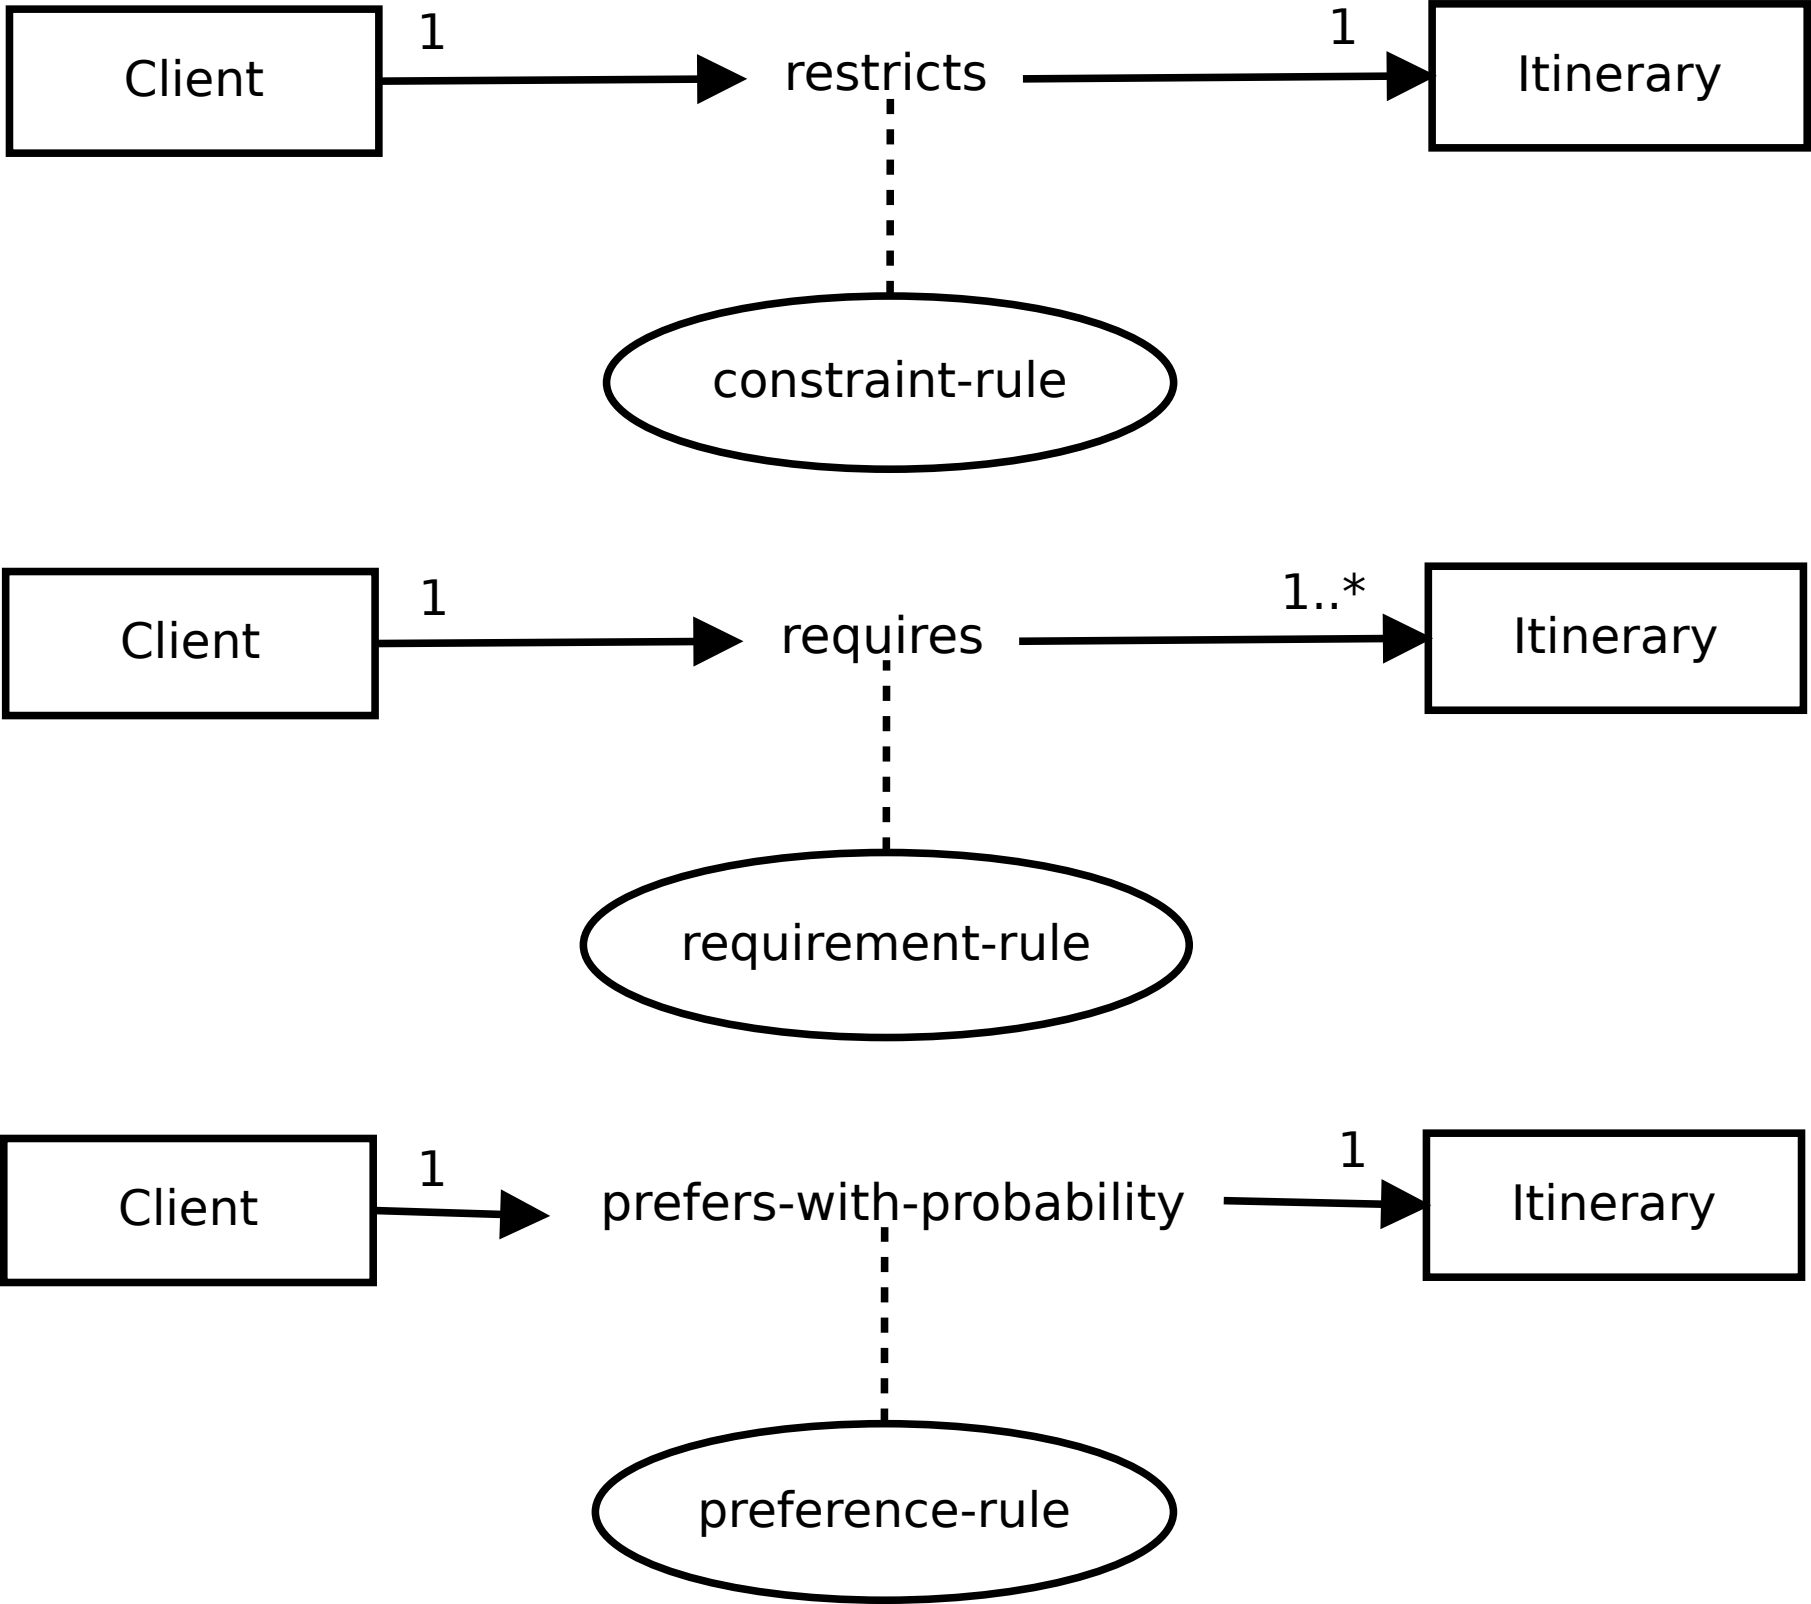 1
1
Client
restricts
Itinerary
constraint-rule
1
1..*
Client
requires
Itinerary
requirement-rule
1
1
Client
prefers-with-probability
Itinerary
preference-rule